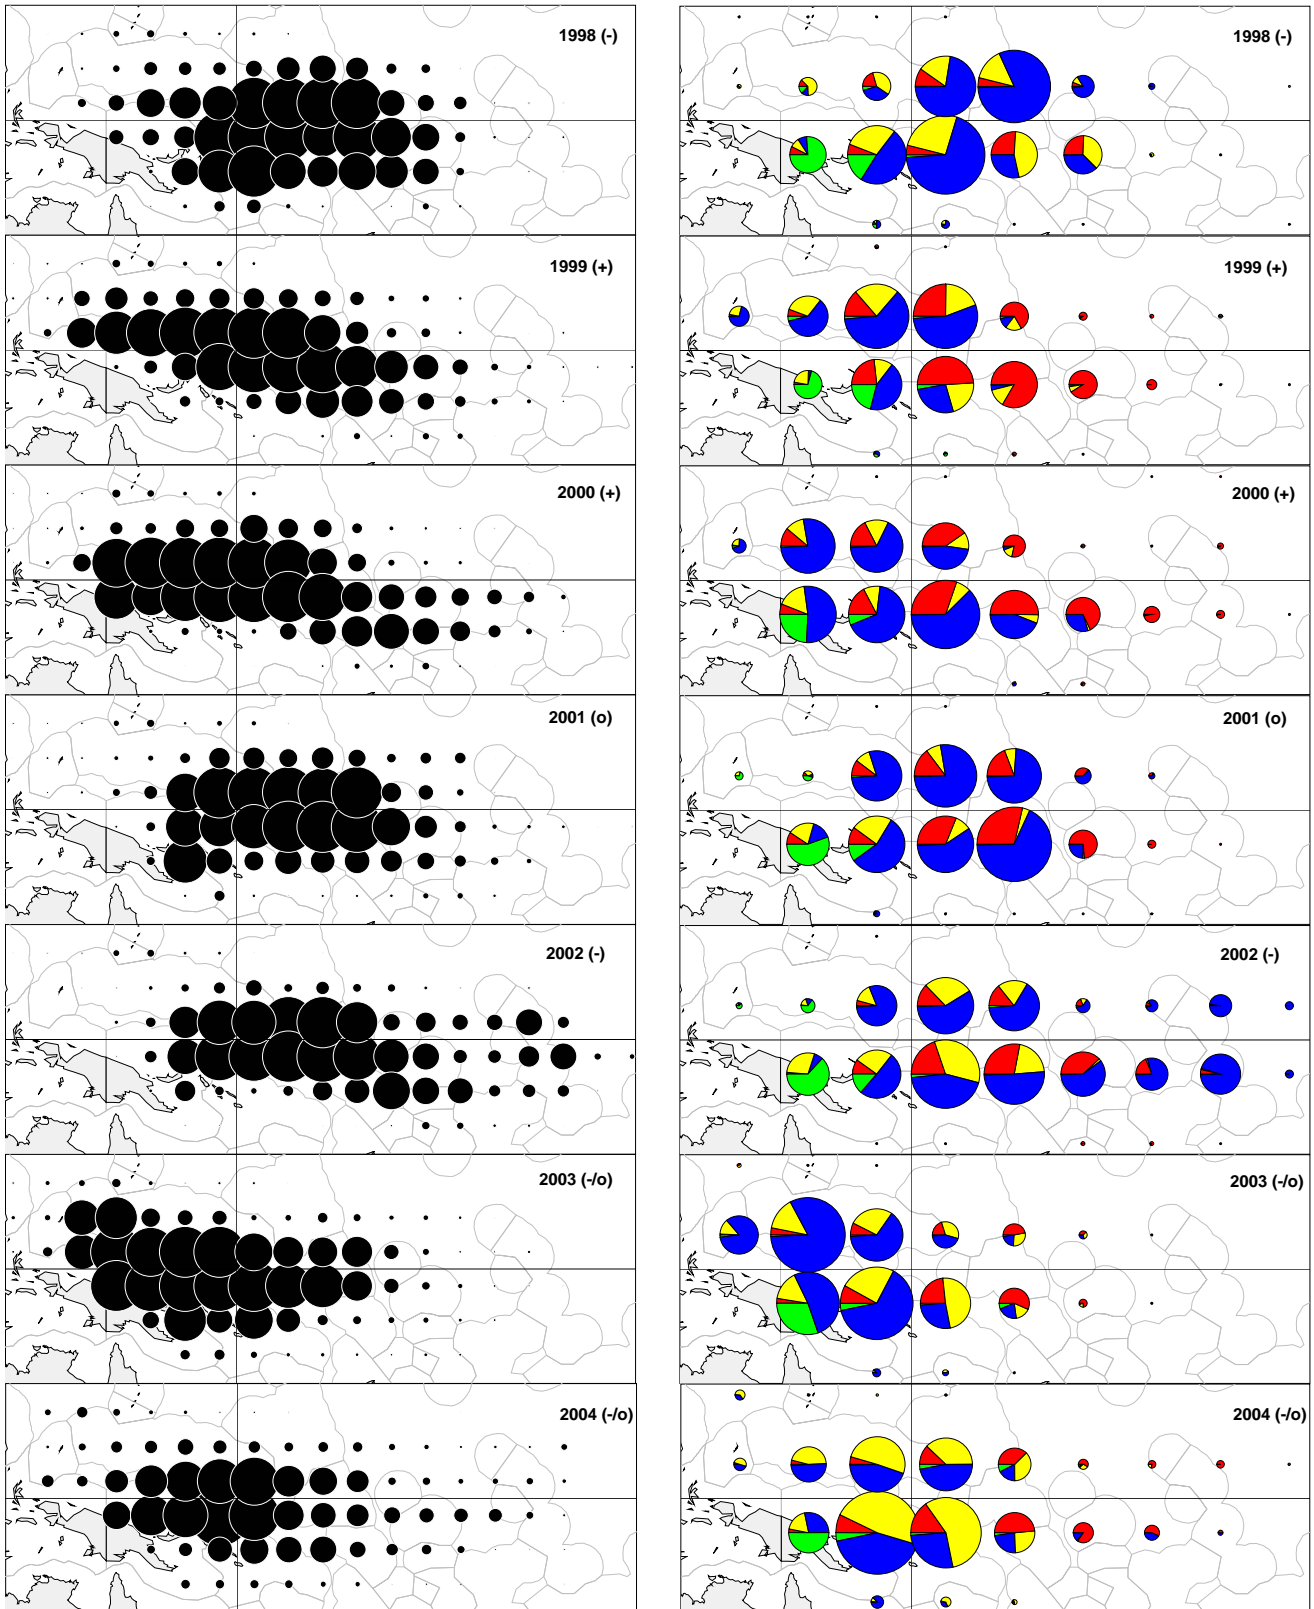 1998 (-)
1998 (-)
1999 (+)
1999 (+)
2000 (+)
2000 (+)
2001 (o)
2001 (o)
2002 (-)
2002 (-)
2003 (-/o)
2003 (-/o)
2004 (-/o)
2004 (-/o)